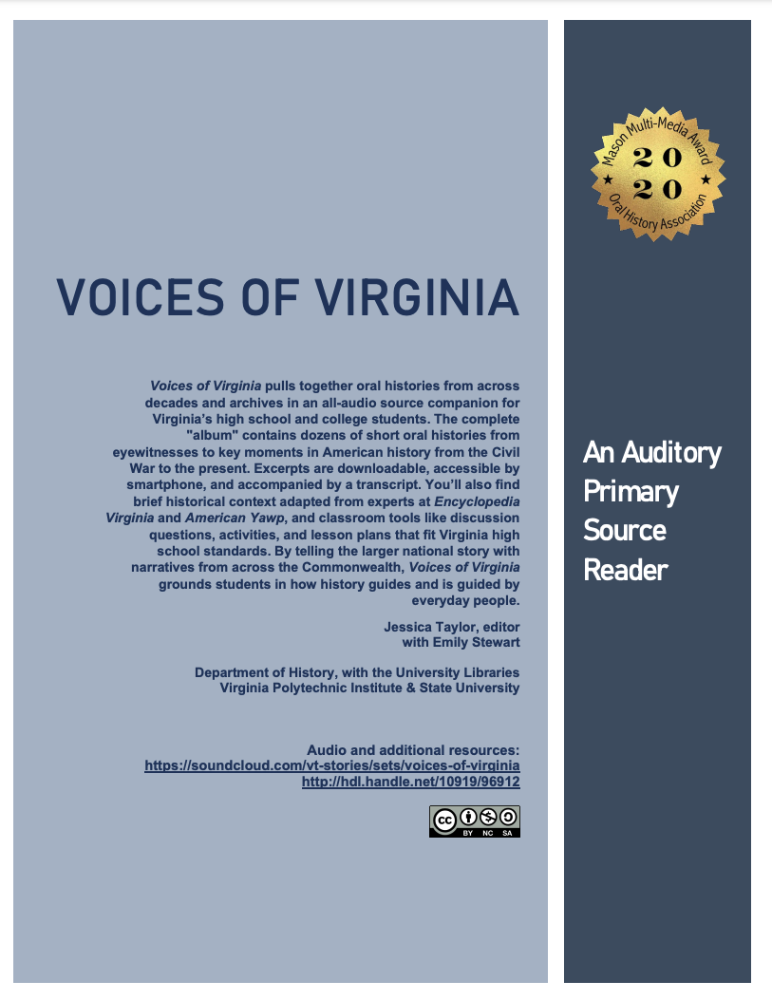 VOICES OF VIRGINIA
Voices of Virginia pulls together oral histories from across
decades and archives in an all-audio source companion for
Virginia’s high school and college students. The complete
"album" contains dozens of short oral histories from
eyewitnesses to key moments in American history from the Civil
War to the present. Excerpts are downloadable, accessible by
smartphone, and accompanied by a transcript. You’ll also find
brief historical context adapted from experts at Encyclopedia
Virginia and American Yawp, and classroom tools like discussion
questions, activities, and lesson plans that fit Virginia high
school standards. By telling the larger national story with
narratives from across the Commonwealth, Voices of Virginia
grounds students in how history guides and is guided by
everyday people.
Jessica Taylor, editor
with Emily Stewart
Department of History, with the University Libraries
Virginia Polytechnic Institute & State University
Audio and additional resources:
https://soundcloud.com/vt-stories/sets/voices-of-virginia
http://hdl.handle.net/10919/96912
cc
BY NC SA
Mason Multi-Media Award
2 0
2 0
Oral History Association
An Auditory
Primary
Source
Reader